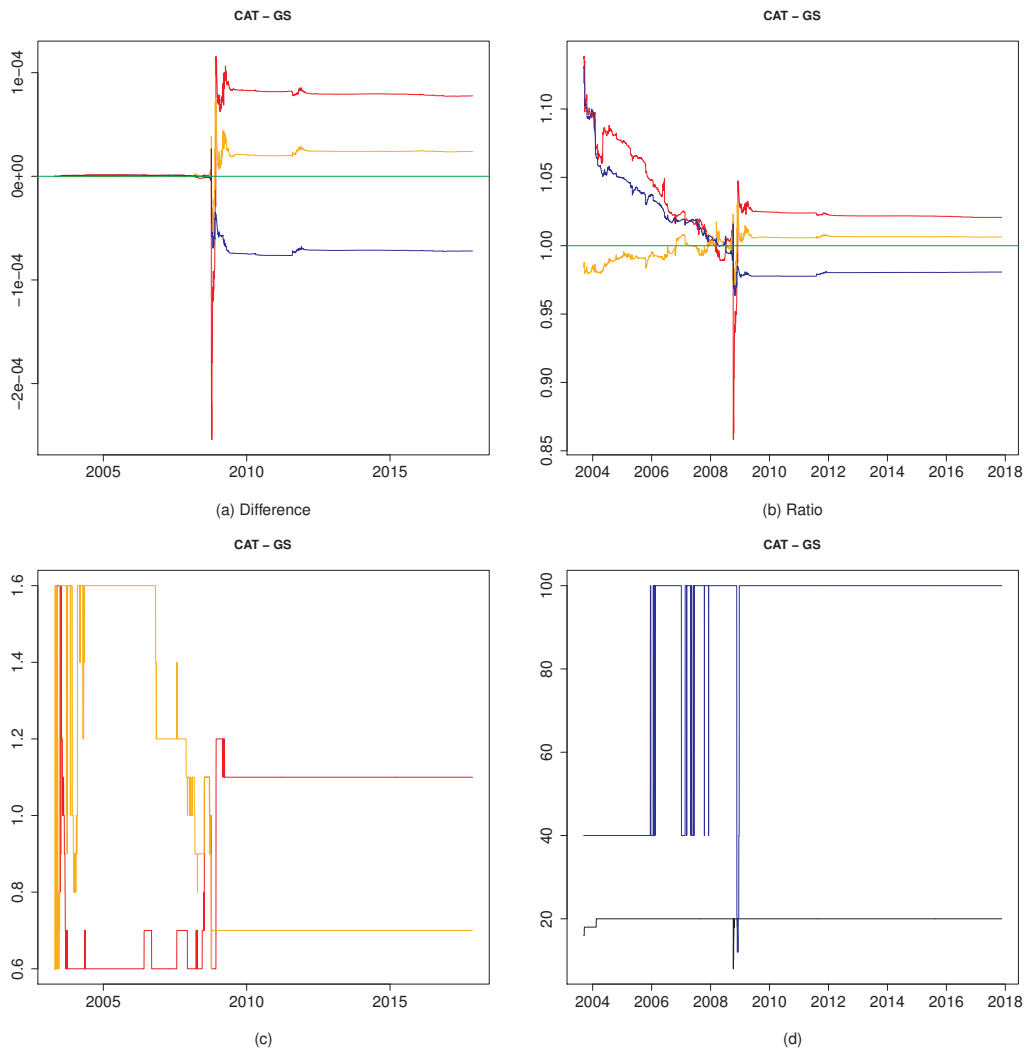 CAT − GS
1e−04
0e+00
−1e−04
−2e−04
2005 2010 2015
(a) Difference
CAT − GS
1.10
1.05
1.00
0.95
0.90
0.85
2004 2006 2008 2010 2012 2014 2016 2018
(b) Ratio
CAT − GS
1.6
1.4
1.2
1.0
0.8
0.6
2005 2010 2015
(c)
CAT − GS
100
80
60
40
20
2004 2006 2008 2010 2012 2014 2016 2018
(d)